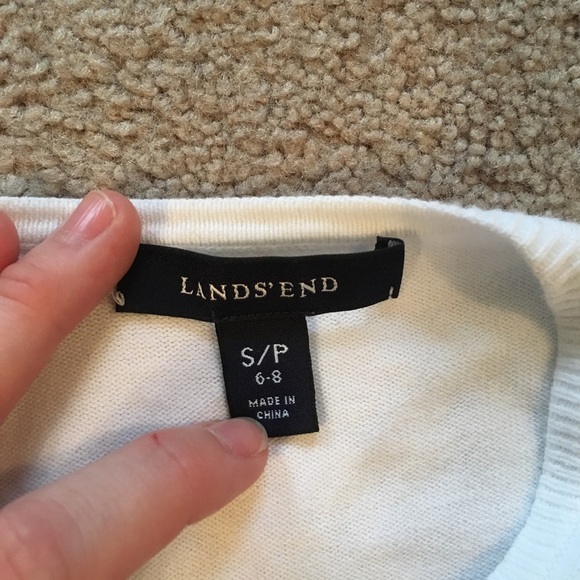 LANDS' END
S/P
6-8
MADE IN
CHINA